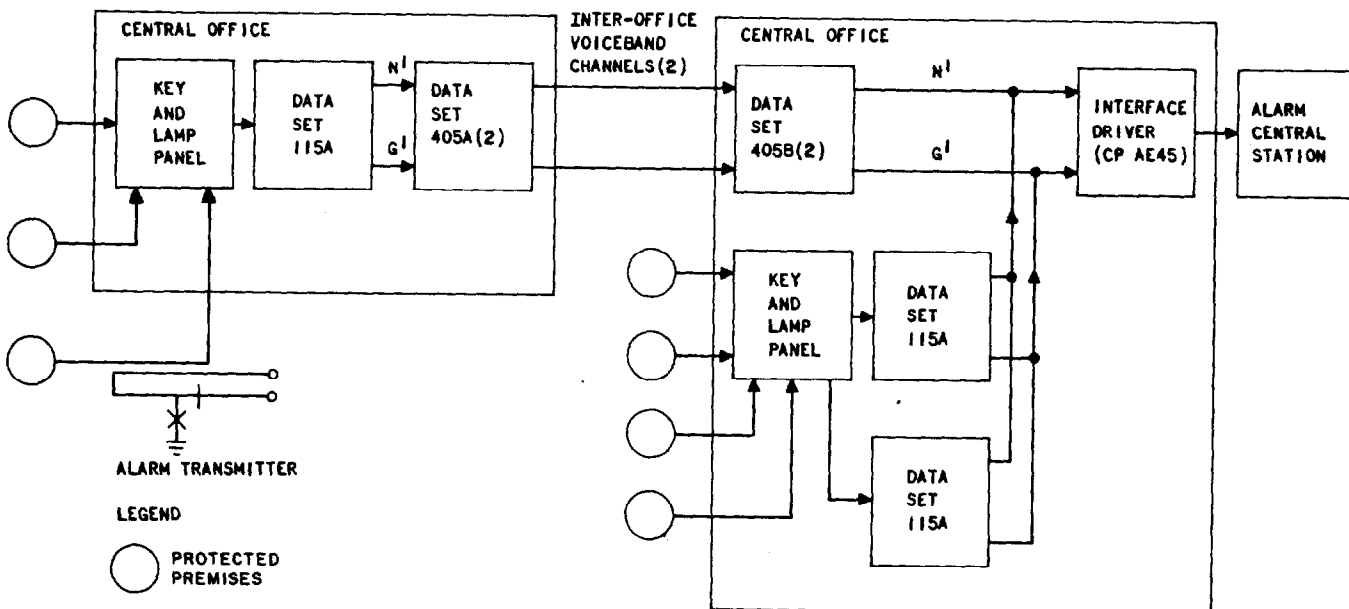 CENTRAL OFFICE
KEY
AND
LAMP
PANEL
DATA
SET
115A
N'
G'
DATA
SET
405A(2)
INTER-OFFICE
VOICEBAND
CHANNELS(2)
CENTRAL OFFICE
DATA
SET
405B(2)
N'
G'
INTERFACE
DRIVER
(CP AE45)
ALARM
CENTRAL
STATION
KEY
AND
LAMP
PANEL
DATA
SET
115A
DATA
SET
115A
ALARM TRANSMITTER
LEGEND
PROTECTED
PREMISES